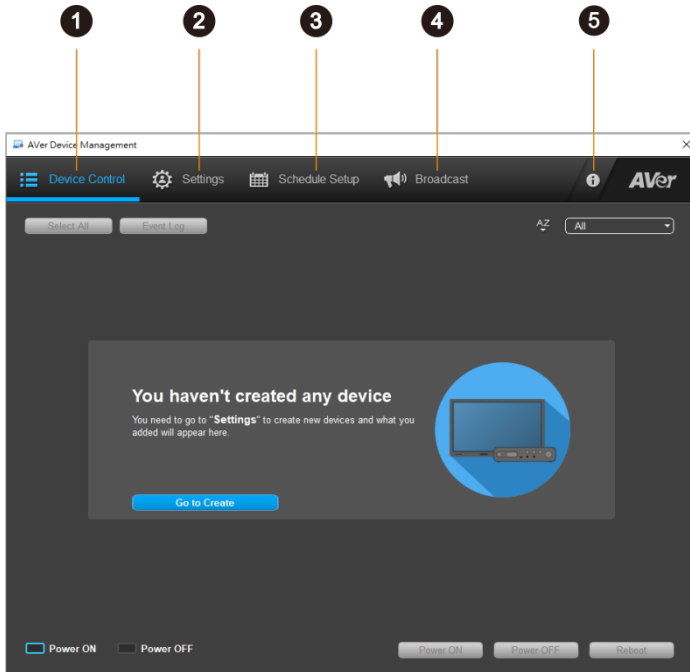 1 2 3 4 5
AVer Device Management
Device Control Settings Schedule Setup Broadcast AVer
Select All Event Log AZ All
You haven't created any device
You need to go to "Settings" to create new devices and what you
added will appear here.
Go to Create
Power ON Power OFF Power ON Power OFF Reboot